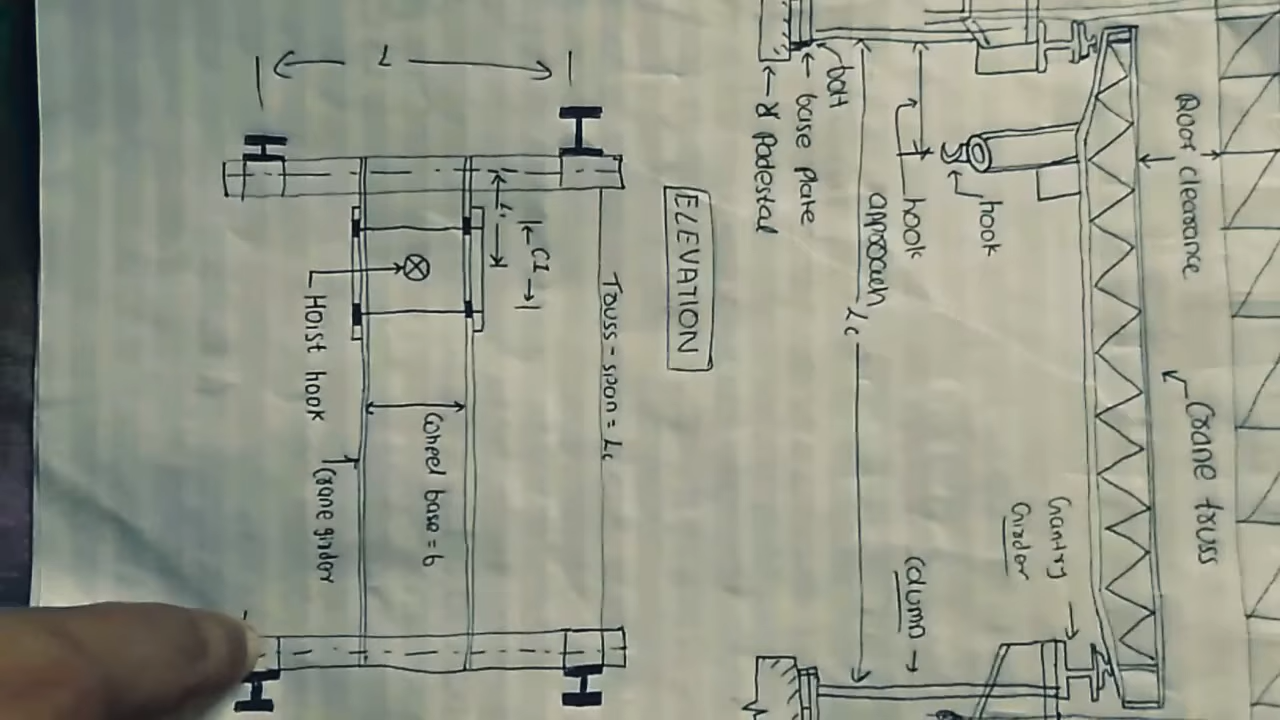 Roof clearance
Crane truss
hook
Gantry
Girder
hook
approach
Column →
Lc
bolt
base plate
Pedestal
ELEVATION
Truss - span = Lc
L
L1
C1
Wheel base = b
Hoist hook
Crane girder